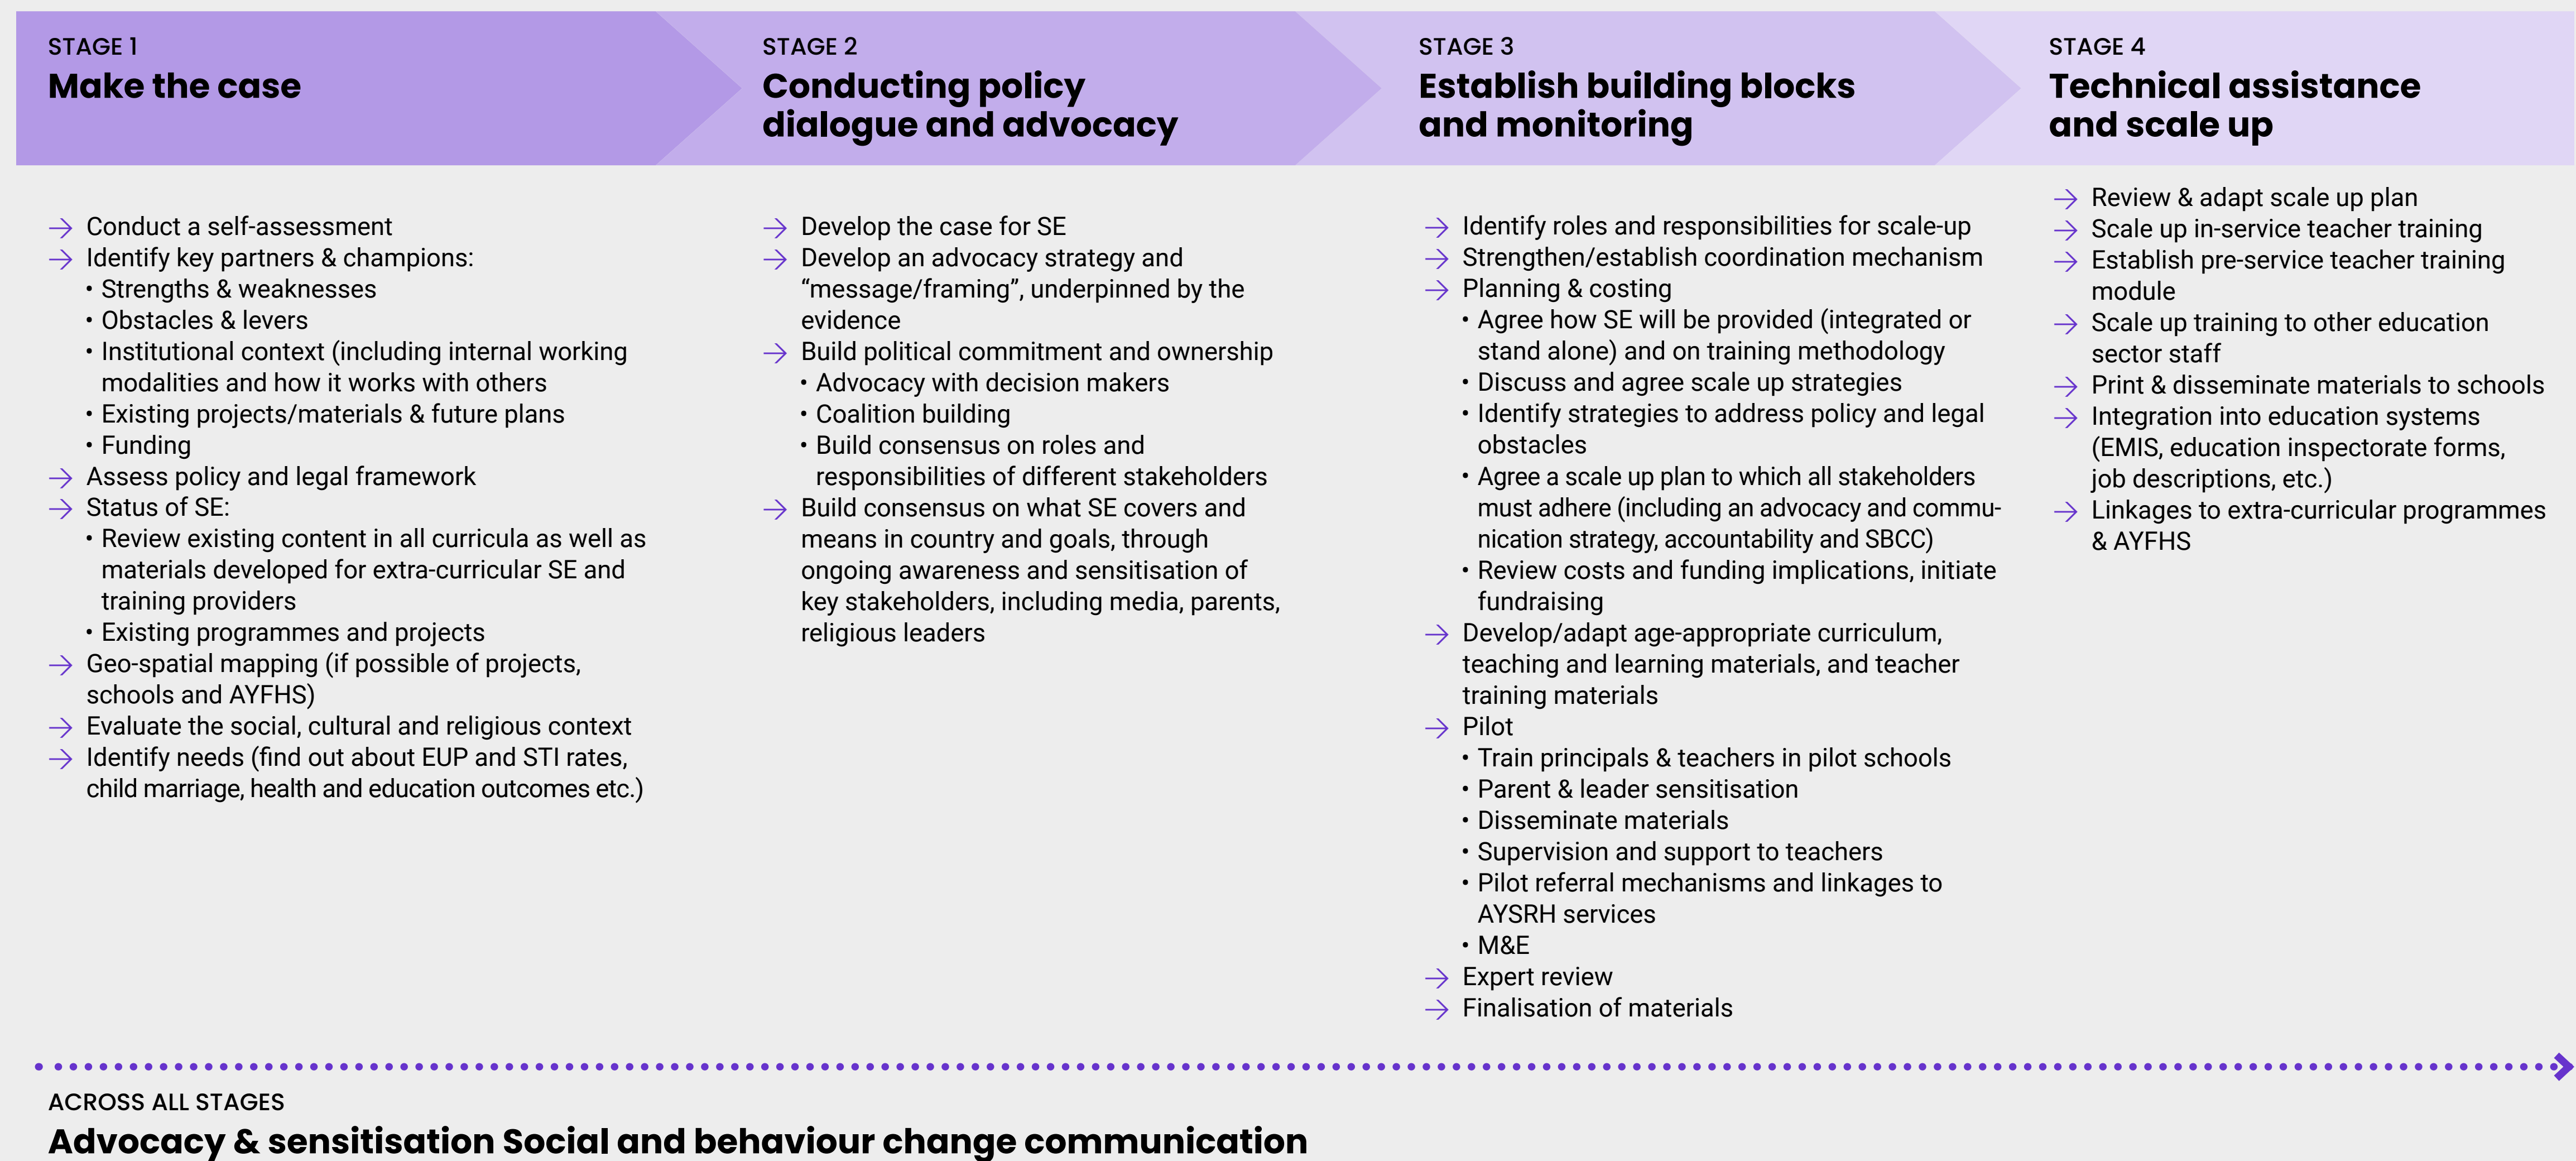 STAGE 1
Make the case
→ Conduct a self-assessment
→ Identify key partners & champions:
• Strengths & weaknesses
• Obstacles & levers
• Institutional context (including internal working
modalities and how it works with others
• Existing projects/materials & future plans
• Funding
→ Assess policy and legal framework
→ Status of SE:
• Review existing content in all curricula as well as
materials developed for extra-curricular SE and
training providers
• Existing programmes and projects
→ Geo-spatial mapping (if possible of projects,
schools and AYFHS)
→ Evaluate the social, cultural and religious context
→ Identify needs (find out about EUP and STI rates,
child marriage, health and education outcomes etc.)
STAGE 2
Conducting policy
dialogue and advocacy
→ Develop the case for SE
→ Develop an advocacy strategy and
“message/framing”, underpinned by the
evidence
→ Build political commitment and ownership
• Advocacy with decision makers
• Coalition building
• Build consensus on roles and
responsibilities of different stakeholders
→ Build consensus on what SE covers and
means in country and goals, through
ongoing awareness and sensitisation of
key stakeholders, including media, parents,
religious leaders
STAGE 3
Establish building blocks
and monitoring
→ Identify roles and responsibilities for scale-up
→ Strengthen/establish coordination mechanism
→ Planning & costing
• Agree how SE will be provided (integrated or
stand alone) and on training methodology
• Discuss and agree scale up strategies
• Identify strategies to address policy and legal
obstacles
• Agree a scale up plan to which all stakeholders
must adhere (including an advocacy and commu-
nication strategy, accountability and SBCC)
• Review costs and funding implications, initiate
fundraising
→ Develop/adapt age-appropriate curriculum,
teaching and learning materials, and teacher
training materials
→ Pilot
• Train principals & teachers in pilot schools
• Parent & leader sensitisation
• Disseminate materials
• Supervision and support to teachers
• Pilot referral mechanisms and linkages to
AYSRH services
• M&E
→ Expert review
→ Finalisation of materials
STAGE 4
Technical assistance
and scale up
→ Review & adapt scale up plan
→ Scale up in-service teacher training
→ Establish pre-service teacher training
module
→ Scale up training to other education
sector staff
→ Print & disseminate materials to schools
→ Integration into education systems
(EMIS, education inspectorate forms,
job descriptions, etc.)
→ Linkages to extra-curricular programmes
& AYFHS
ACROSS ALL STAGES
Advocacy & sensitisation Social and behaviour change communication